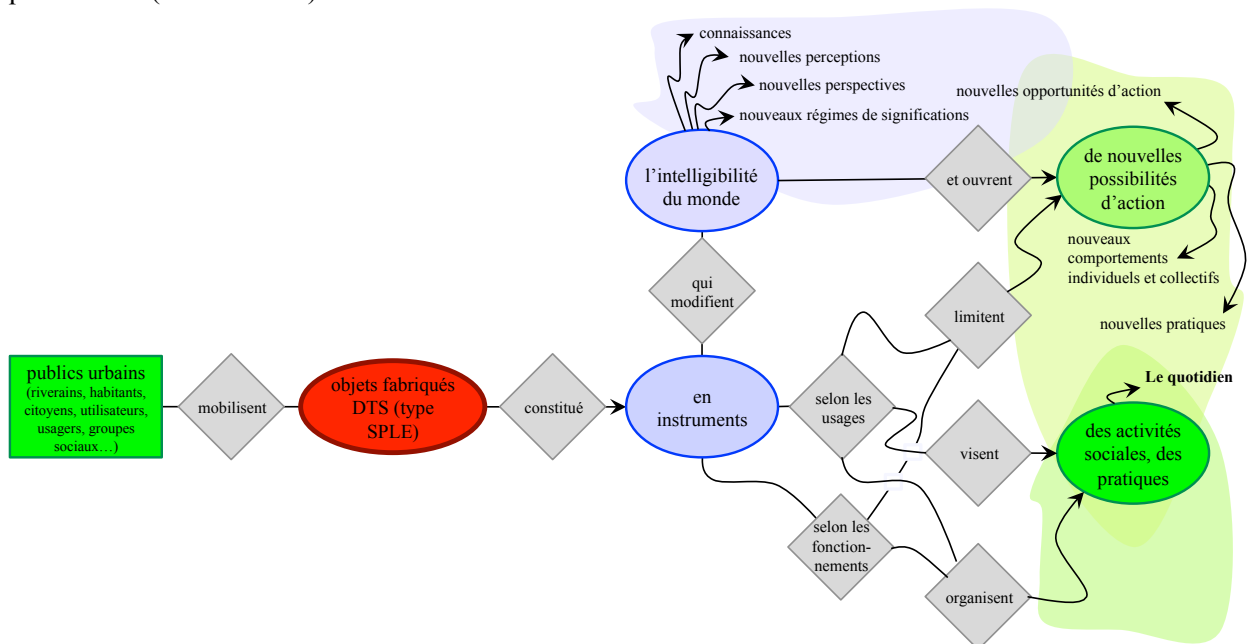 connaissances
nouvelles perceptions
nouvelles perspectives
nouveaux régimes de significations
nouvelles opportunités d’action
l’intelligibilité
du monde
et ouvrent
de nouvelles
possibilités
d’action
nouveaux
comportements
individuels et collectifs
qui
modifient
limitent
nouvelles pratiques
publics urbains
(riverains, habitants,
citoyens, utilisateurs,
usagers, groupes
sociaux…)
mobilisent
objets fabriqués
DTS (type
SPLE)
constitué
en
instruments
selon les
usages
Le quotidien
visent
des activités
sociales, des
pratiques
selon les
fonction-
nements
organisent